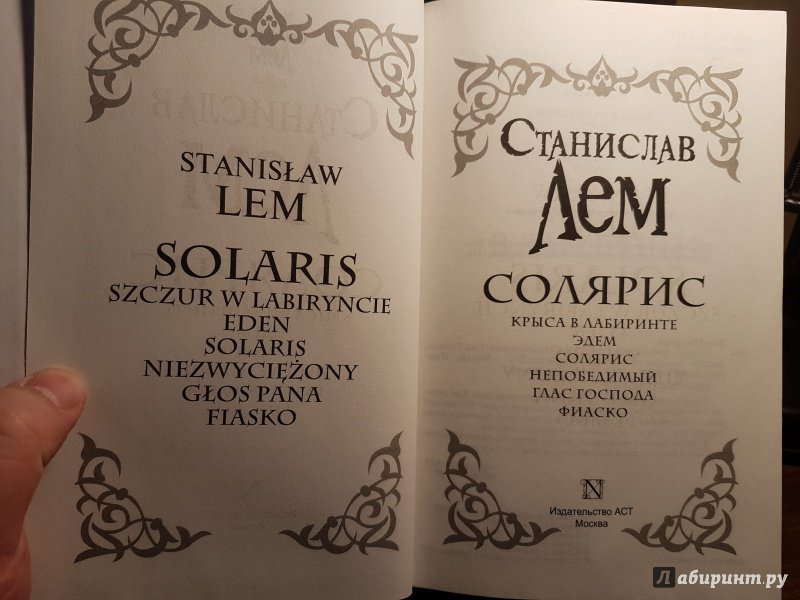 STANISŁAW
LEM
SOLARIS
SZCZUR W LABIRYNCIE
EDEN
SOLARIS
NIEZWYCIĘŻONY
GŁOS PANA
FIASKO
СТАНИСЛАВ
ЛЕМ
СОЛЯРИС
КРЫСА В ЛАБИРИНТЕ
ЭДЕМ
СОЛЯРИС
НЕПОБЕДИМЫЙ
ГЛАС ГОСПОДА
ФИАСКО
N
Издательство АСТ
Москва
Лабиринт.ру